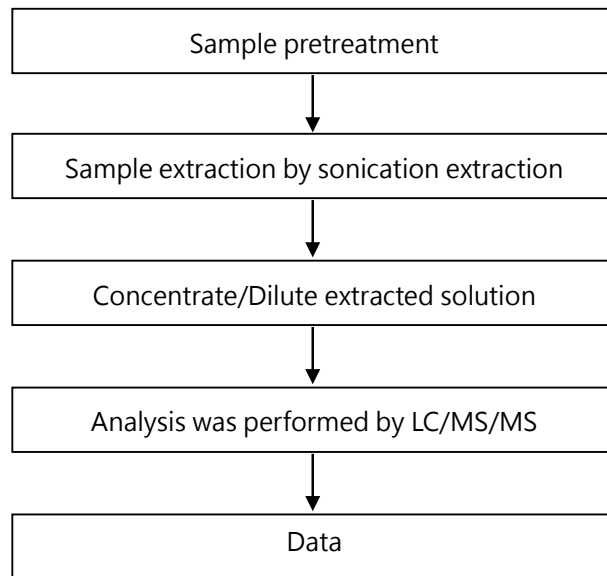 Sample pretreatment
Sample extraction by sonication extraction
Concentrate/Dilute extracted solution
Analysis was performed by LC/MS/MS
Data